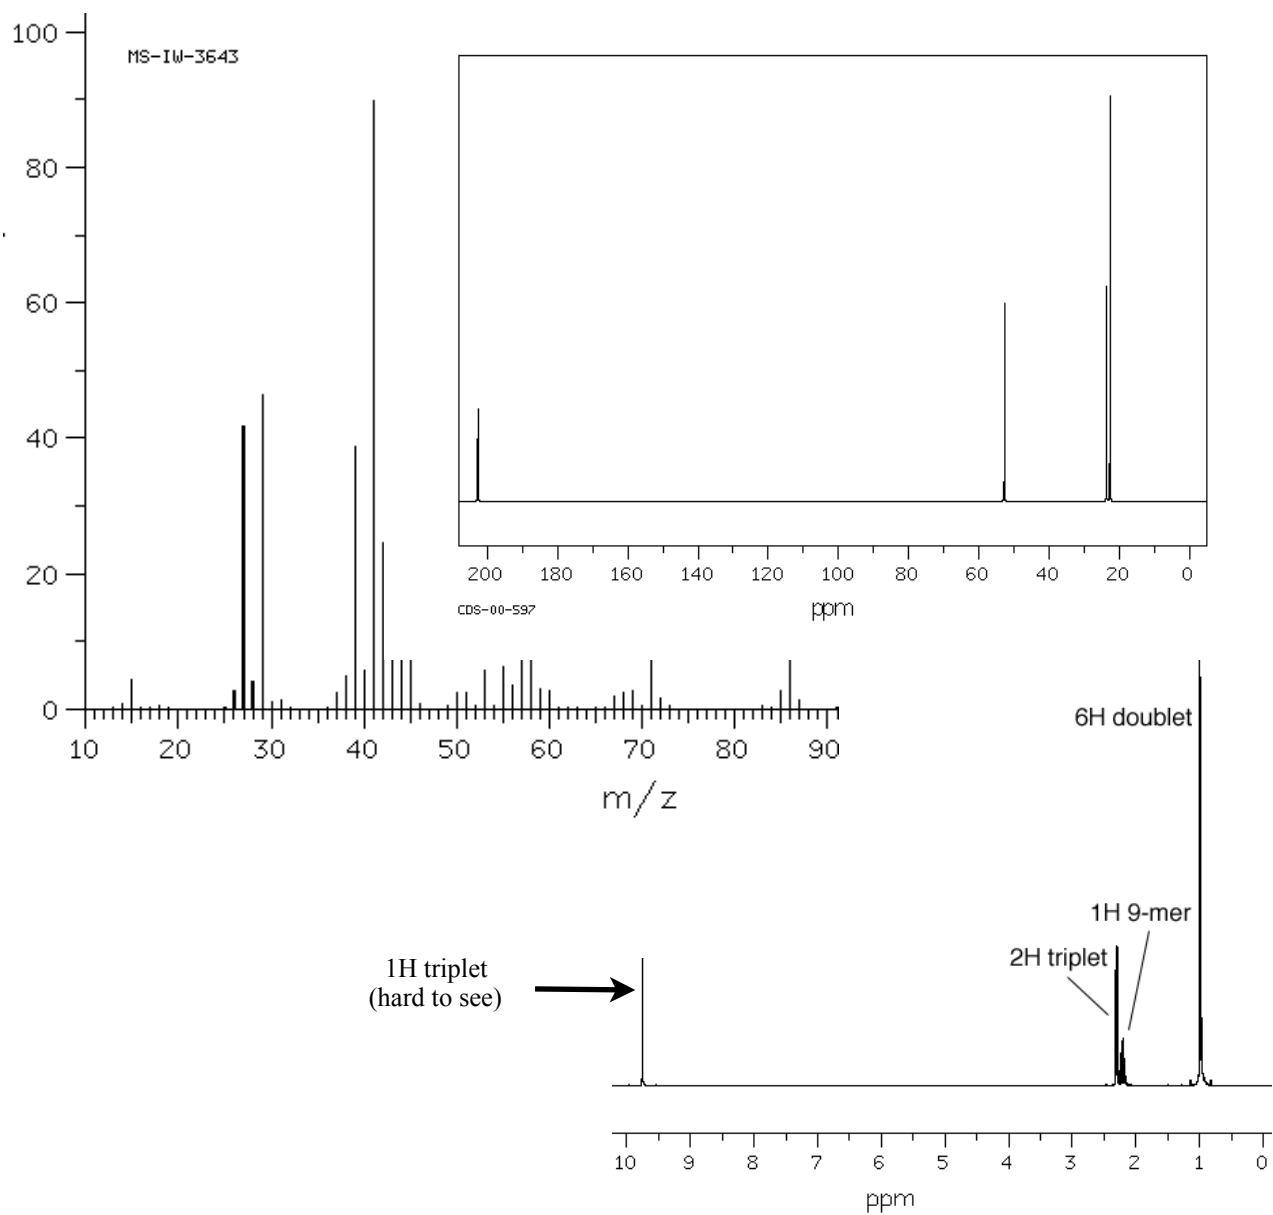 100
MS-IW-3643
80
60
40
20
0
10 20 30 40 50 60 70 80 90
m/z
200 180 160 140 120 100 80 60 40 20 0
CDS-00-597
ppm
6H doublet
1H 9-mer
2H triplet
1H triplet
(hard to see)
10 9 8 7 6 5 4 3 2 1 0
ppm